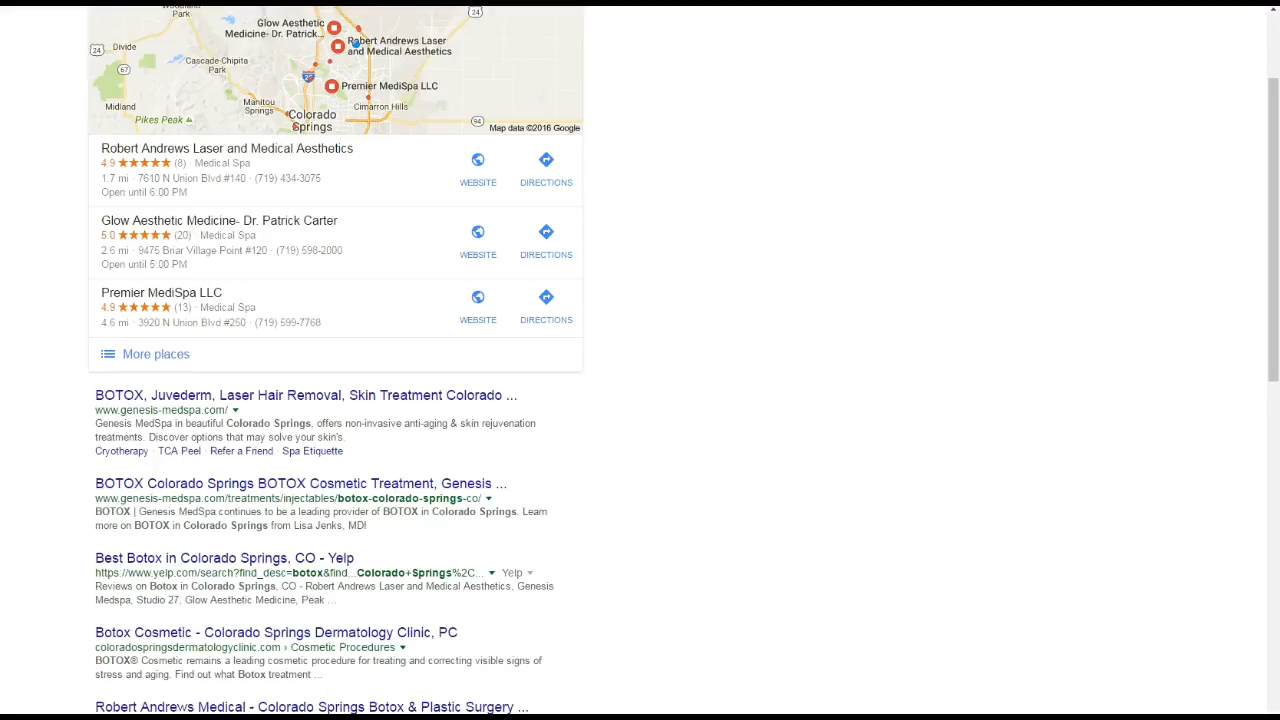 Park
24
Glow Aesthetic
Medicine- Dr. Patrick...
Robert Andrews Laser
and Medical Aesthetics
Divide
24
Cascade-Chipita
Park
67
25
Premier MediSpa LLC
Midland
Manitou
Springs
Cimarron Hills
Colorado
Springs
Pikes Peak
94
Map data ©2016 Google
Robert Andrews Laser and Medical Aesthetics
4.9 ★★★★★ (8) · Medical Spa
1.7 mi · 7610 N Union Blvd #140 · (719) 434-3075
Open until 6:00 PM
WEBSITE
DIRECTIONS
Glow Aesthetic Medicine- Dr. Patrick Carter
5.0 ★★★★★ (20) · Medical Spa
2.6 mi · 9475 Briar Village Point #120 · (719) 598-2000
Open until 5:00 PM
WEBSITE
DIRECTIONS
Premier MediSpa LLC
4.9 ★★★★★ (13) · Medical Spa
4.6 mi · 3920 N Union Blvd #250 · (719) 599-7768
WEBSITE
DIRECTIONS
More places
BOTOX, Juvederm, Laser Hair Removal, Skin Treatment Colorado ...
www.genesis-medspa.com/
Genesis MedSpa in beautiful Colorado Springs, offers non-invasive anti-aging & skin rejuvenation
treatments. Discover options that may solve your skin's.
Cryotherapy · TCA Peel · Refer a Friend · Spa Etiquette
BOTOX Colorado Springs BOTOX Cosmetic Treatment, Genesis ...
www.genesis-medspa.com/treatments/injectables/botox-colorado-springs-co/
BOTOX | Genesis MedSpa continues to be a leading provider of BOTOX in Colorado Springs. Learn
more on BOTOX in Colorado Springs from Lisa Jenks, MD!
Best Botox in Colorado Springs, CO - Yelp
https://www.yelp.com/search?find_desc=botox&find...Colorado+Springs%2C... Yelp
Reviews on Botox in Colorado Springs, CO - Robert Andrews Laser and Medical Aesthetics, Genesis
Medspa, Studio 27, Glow Aesthetic Medicine, Peak ...
Botox Cosmetic - Colorado Springs Dermatology Clinic, PC
coloradospringsdermatologyclinic.com › Cosmetic Procedures
BOTOX® Cosmetic remains a leading cosmetic procedure for treating and correcting visible signs of
stress and aging. Find out what Botox treatment ...
Robert Andrews Medical - Colorado Springs Botox & Plastic Surgery ...